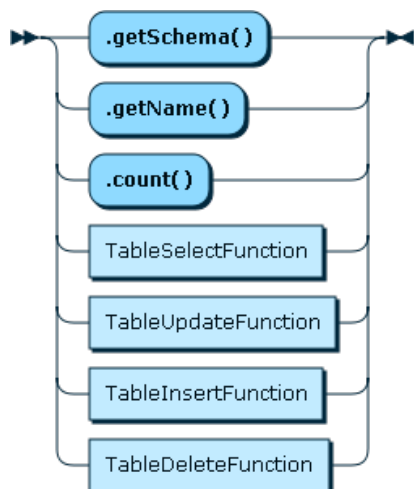 .getSchema()
.getName()
.count()
TableSelectFunction
TableUpdateFunction
TableInsertFunction
TableDeleteFunction